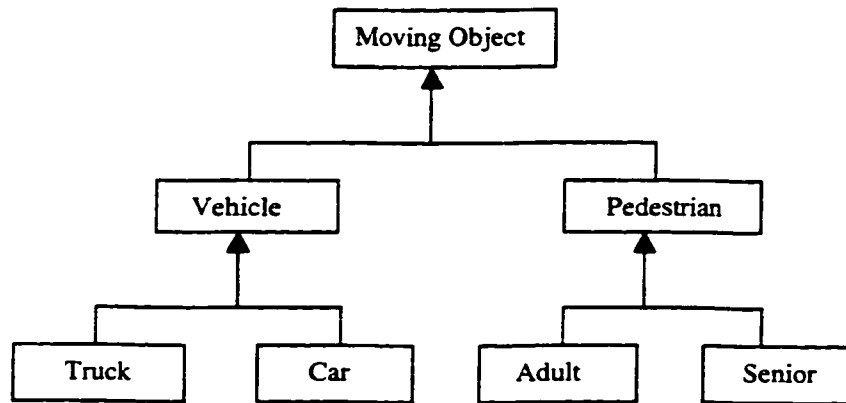 Moving Object
Vehicle
Pedestrian
Truck
Car
Adult
Senior